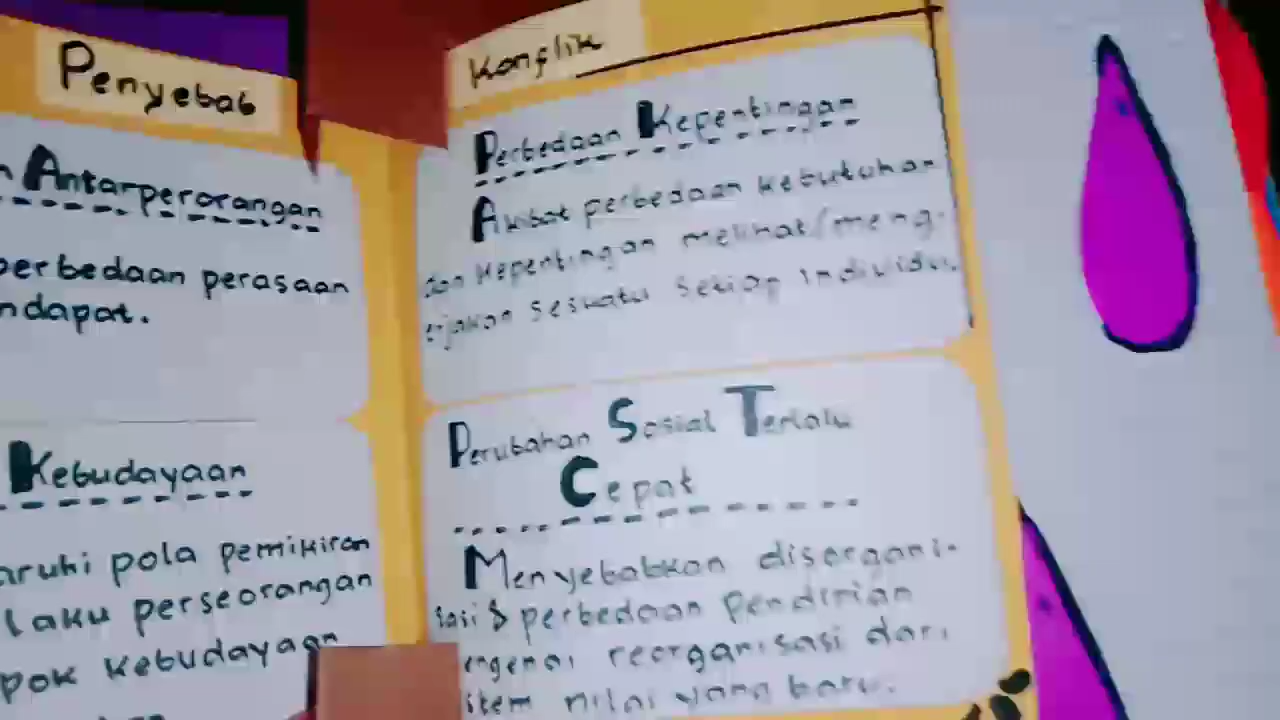 Penyebab
Antarperorangan
perbedaan perasaan
ndapat.
Kebudayaan
aruhi pola pemikiran
laku perseorangan
pok kebudayaan
Konflik
Perbedaan Kepentingan
Akibat perbedaan kebutuhan
dan kepentingan melihat/meng-
erjakan sesuatu setiap individu.
Perubahan Sosial Terlalu
Cepat
Menyebabkan disorgani-
sasi & perbedaan pendirian
engenai reorganisasi dari
istem nilai yang baru.